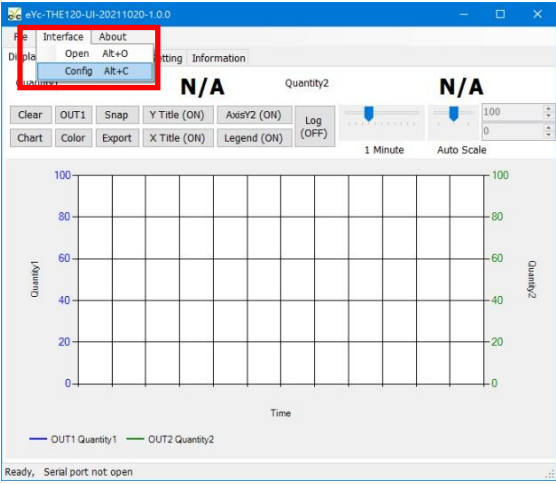 eYc-THE120-UI-20211020-1.0.0
File Interface About
Open Alt+O
Config Alt+C
Setting Information
N/A
Quantity2
N/A
Clear OUT1 Snap Y Title (ON) AxisY2 (ON) Log (OFF)
Chart Color Export X Title (ON) Legend (ON)
1 Minute
Auto Scale
100
0
100
80
60
40
20
0
Quantity1
100
80
60
40
20
0
Quantity2
Time
OUT1 Quantity1 OUT2 Quantity2
Ready, Serial port not open